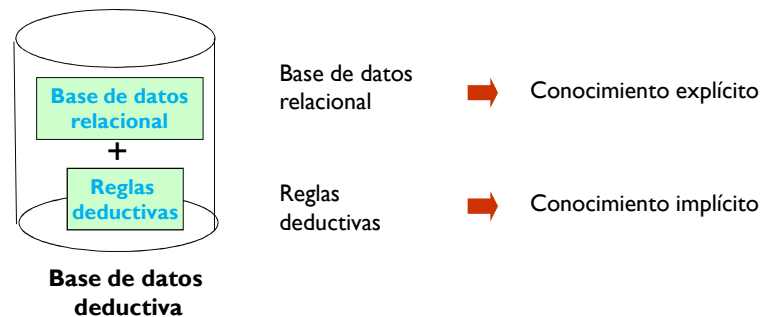 Base de datos
relacional
+
Reglas
deductivas
Base de datos
deductiva
Base de datos
relacional
Conocimiento explícito
Reglas
deductivas
Conocimiento implícito